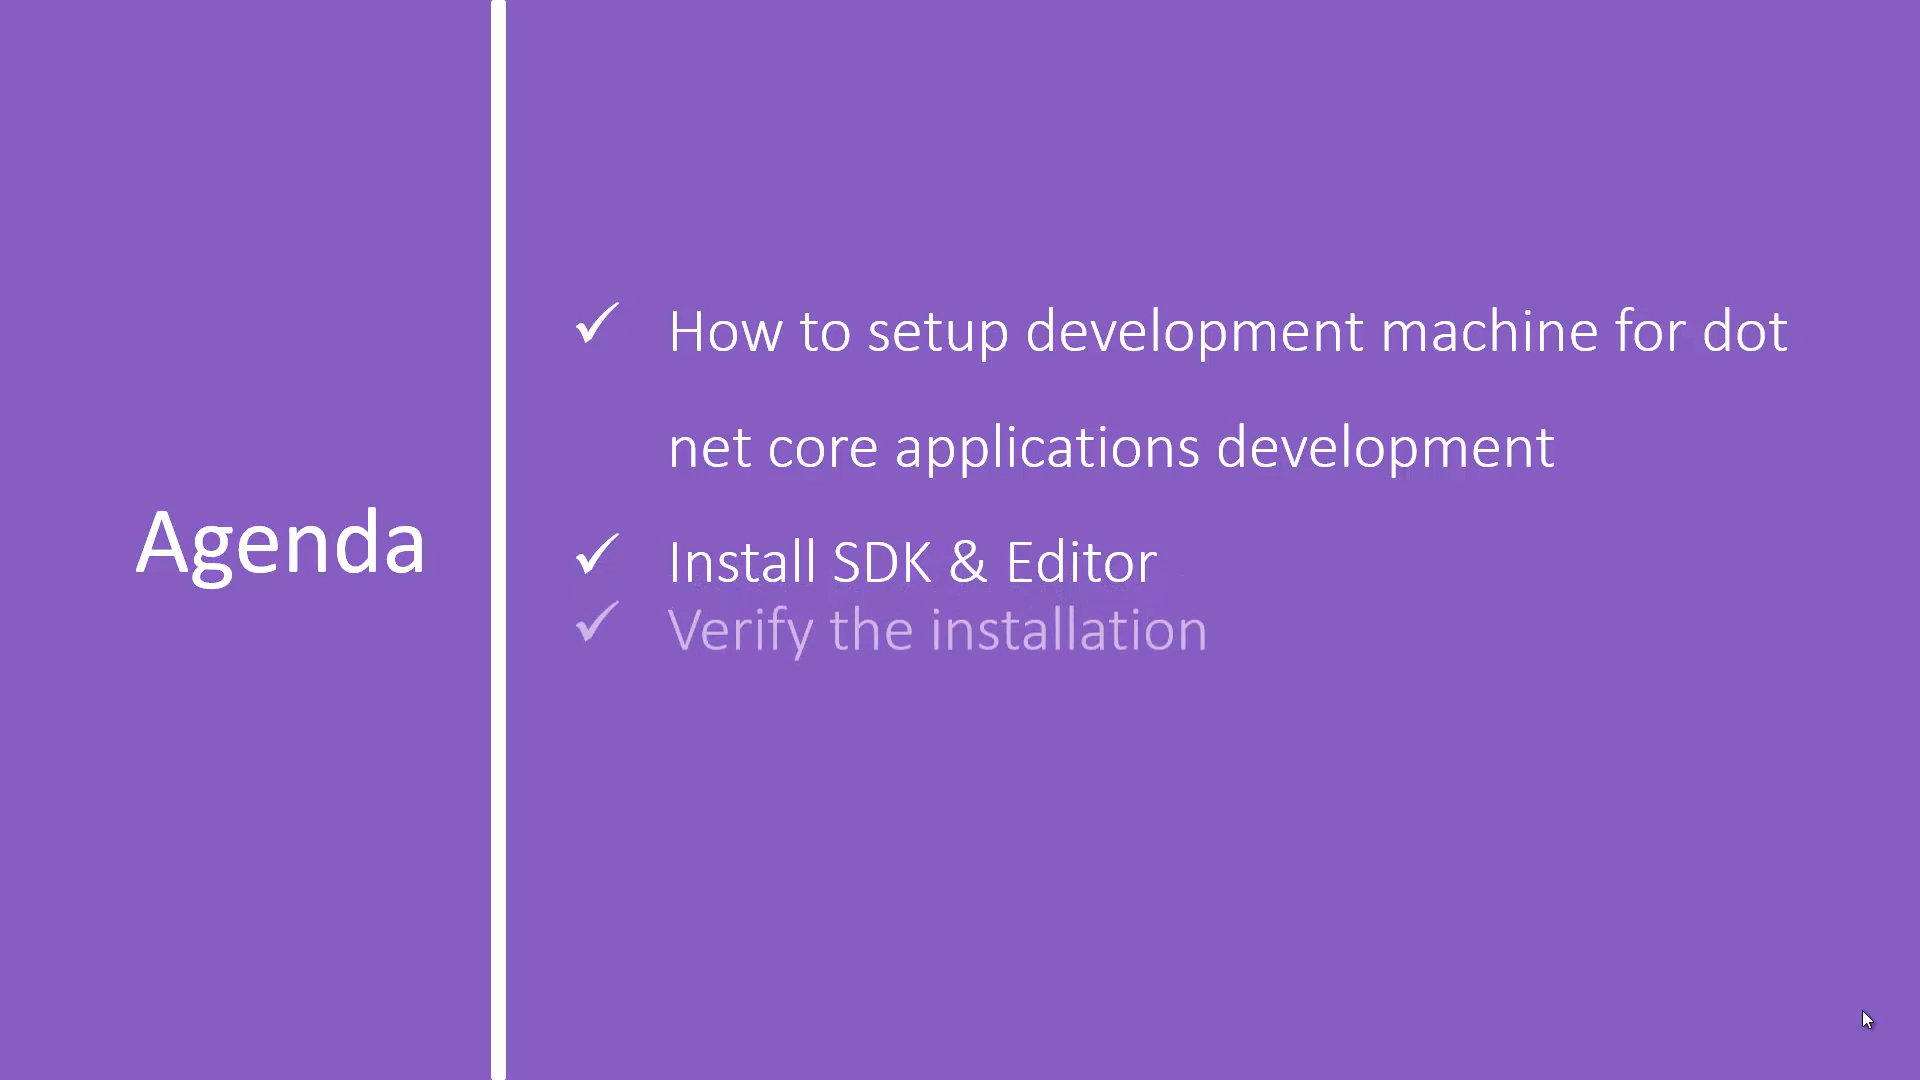 Agenda
✓ How to setup development machine for dot
net core applications development
✓ Install SDK & Editor
✓ Verify the installation